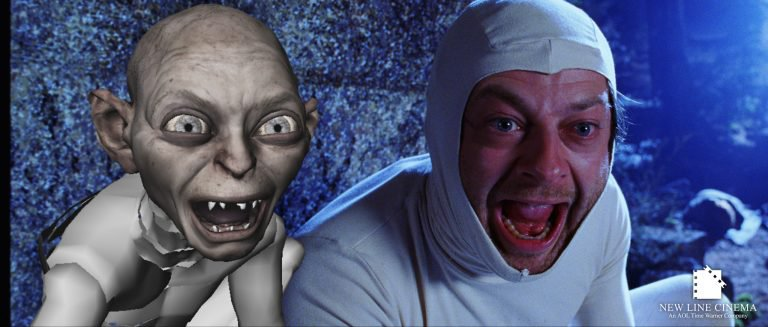 NEW LINE CINEMA
An AOL Time Warner Company